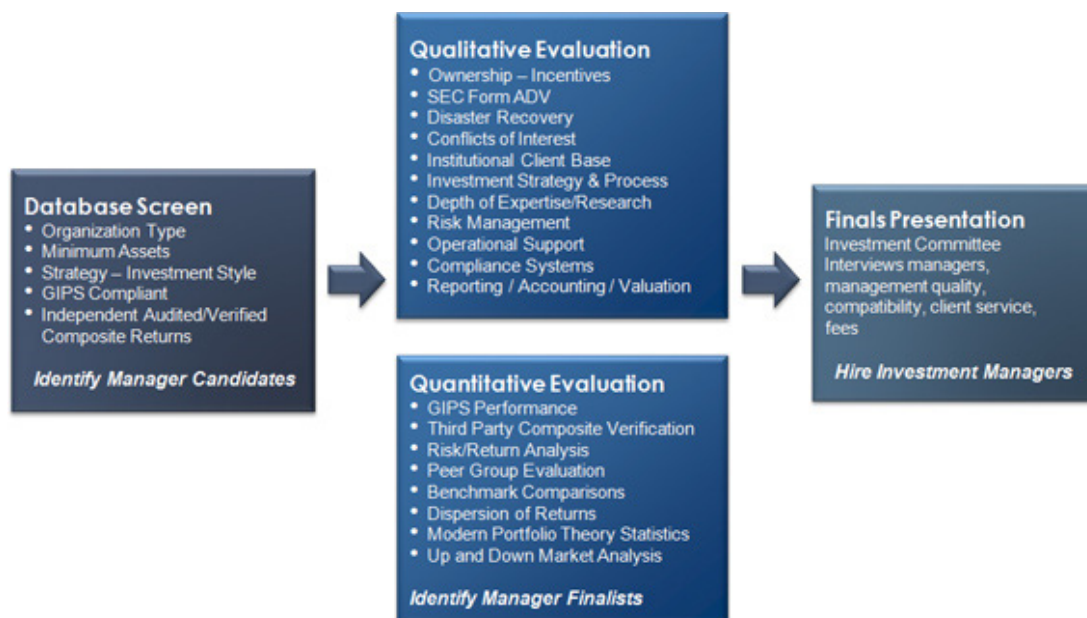 Database Screen
• Organization Type
• Minimum Assets
• Strategy – Investment Style
• GIPS Compliant
• Independent Audited/Verified
Composite Returns
Identify Manager Candidates
Qualitative Evaluation
• Ownership – Incentives
• SEC Form ADV
• Disaster Recovery
• Conflicts of Interest
• Institutional Client Base
• Investment Strategy & Process
• Depth of Expertise/Research
• Risk Management
• Operational Support
• Compliance Systems
• Reporting / Accounting / Valuation
Quantitative Evaluation
• GIPS Performance
• Third Party Composite Verification
• Risk/Return Analysis
• Peer Group Evaluation
• Benchmark Comparisons
• Dispersion of Returns
• Modern Portfolio Theory Statistics
• Up and Down Market Analysis
Identify Manager Finalists
Finals Presentation
Investment Committee
Interviews managers,
management quality,
compatibility, client service,
fees
Hire Investment Managers